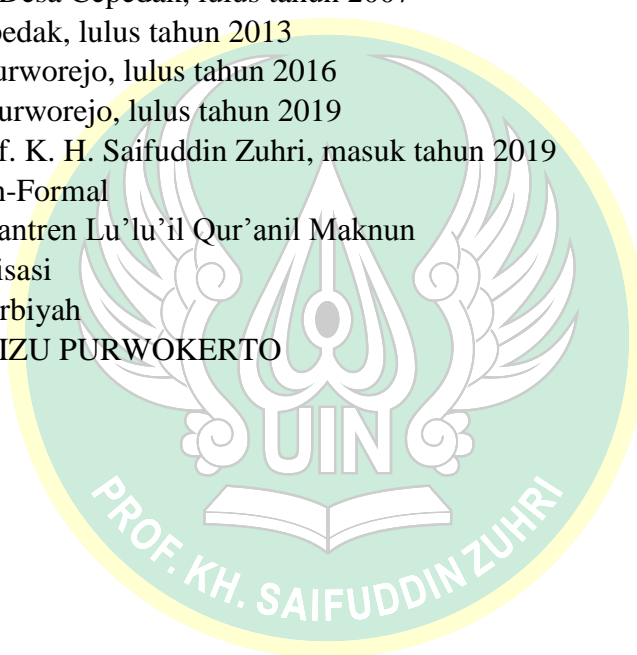 Desa Cepedak, lulus tahun 2007
pedak, lulus tahun 2013
urworejo, lulus tahun 2016
urworejo, lulus tahun 2019
f. K. H. Saifuddin Zuhri, masuk tahun 2019
n-Formal
antren Lu’lu’il Qur’anil Maknun
isasi
rbiyah
IZU PURWOKERTO
UIN
PROF. KH. SAIFUDDIN ZUHRI